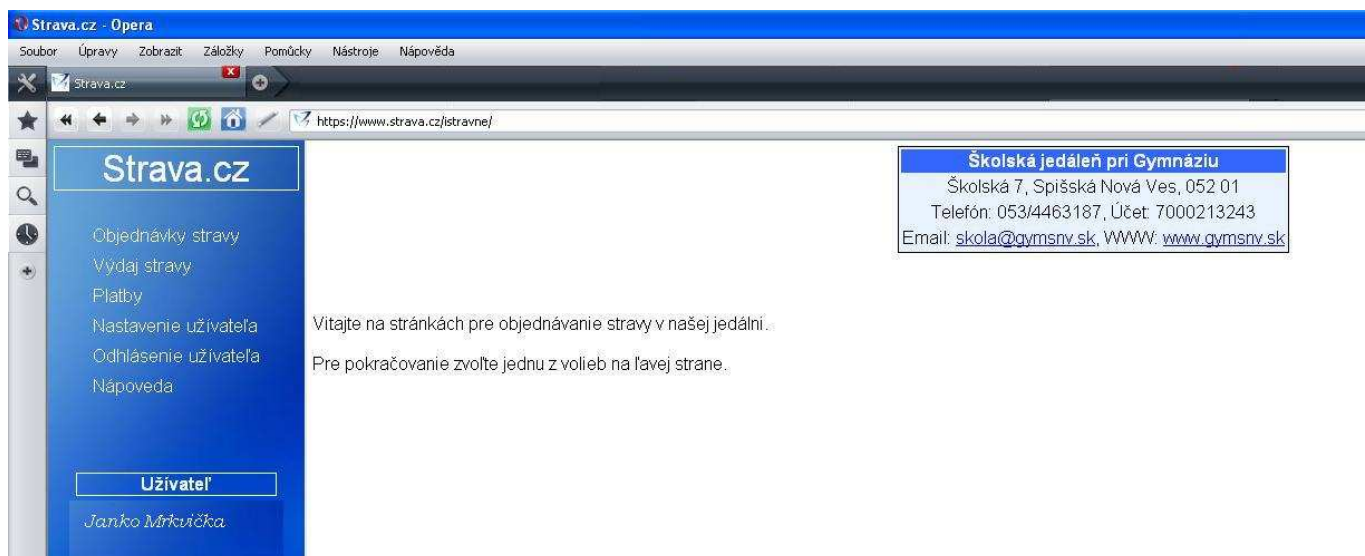 Strava.cz - Opera
Soubor Úpravy Zobrazit Záložky Pomůcky Nástroje Nápověda
Strava.cz
https://www.strava.cz/istravne/
Strava.cz
Objednávky stravy
Výdaj stravy
Platby
Nastavenie užívateľa
Odhlásenie užívateľa
Nápoveda
Užívateľ
Janko Mrkvička
Školská jedáleň pri Gymnáziu
Školská 7, Spišská Nová Ves, 052 01
Telefón: 053/4463187, Účet: 7000213243
Email: skola@gymsnv.sk, WWW: www.gymsnv.sk
Vitajte na stránkách pre objednávanie stravy v našej jedálni.
Pre pokračovanie zvoľte jednu z volieb na ľavej strane.